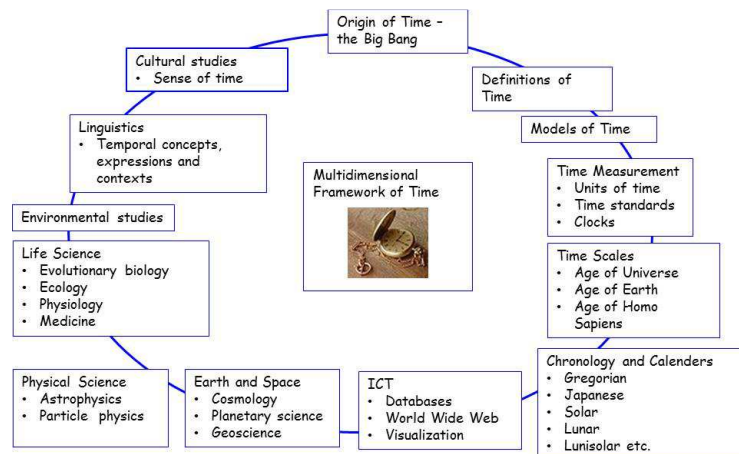 Origin of Time –
the Big Bang
Definitions of
Time
Models of Time
Time Measurement
• Units of time
• Time standards
• Clocks
Time Scales
• Age of Universe
• Age of Earth
• Age of Homo
Sapiens
Chronology and Calenders
• Gregorian
• Japanese
• Solar
• Lunar
• Lunisolar etc.
ICT
• Databases
• World Wide Web
• Visualization
Earth and Space
• Cosmology
• Planetary science
• Geoscience
Physical Science
• Astrophysics
• Particle physics
Life Science
• Evolutionary biology
• Ecology
• Physiology
• Medicine
Environmental studies
Linguistics
• Temporal concepts,
expressions and
contexts
Cultural studies
• Sense of time
Multidimensional
Framework of Time